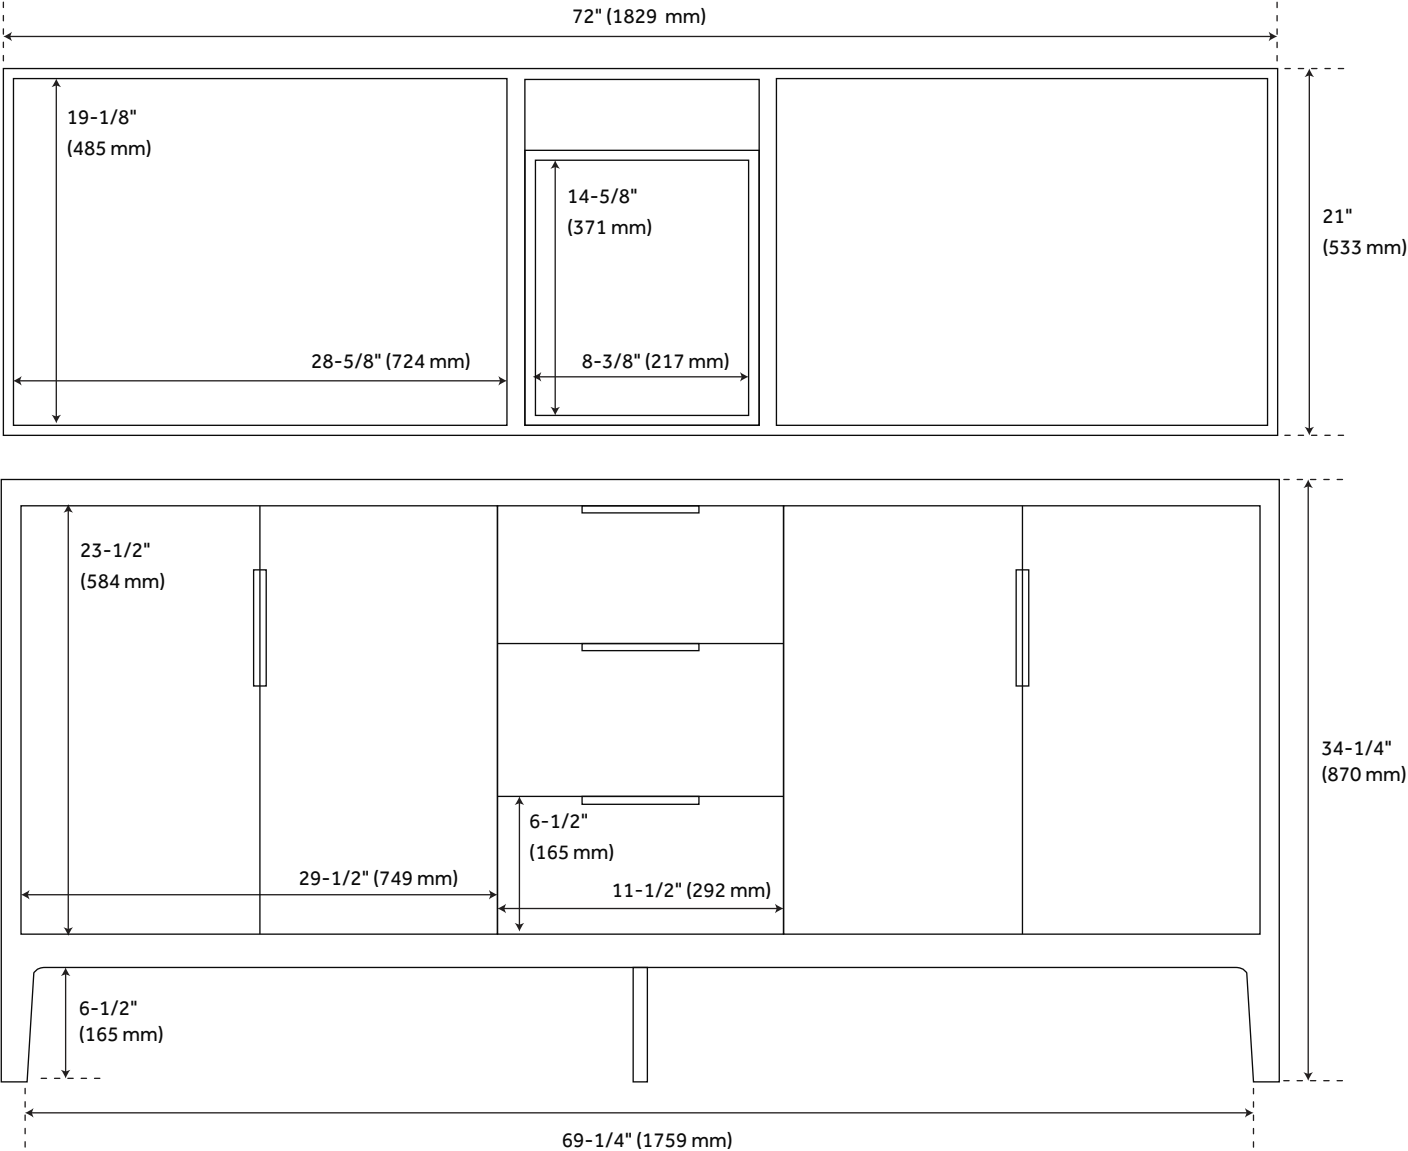 72" (1829 mm)
19-1/8"
(485 mm)
14-5/8"
(371 mm)
21"
(533 mm)
28-5/8" (724 mm)
8-3/8" (217 mm)
23-1/2"
(584 mm)
34-1/4"
(870 mm)
6-1/2"
(165 mm)
29-1/2" (749 mm)
11-1/2" (292 mm)
6-1/2"
(165 mm)
69-1/4" (1759 mm)